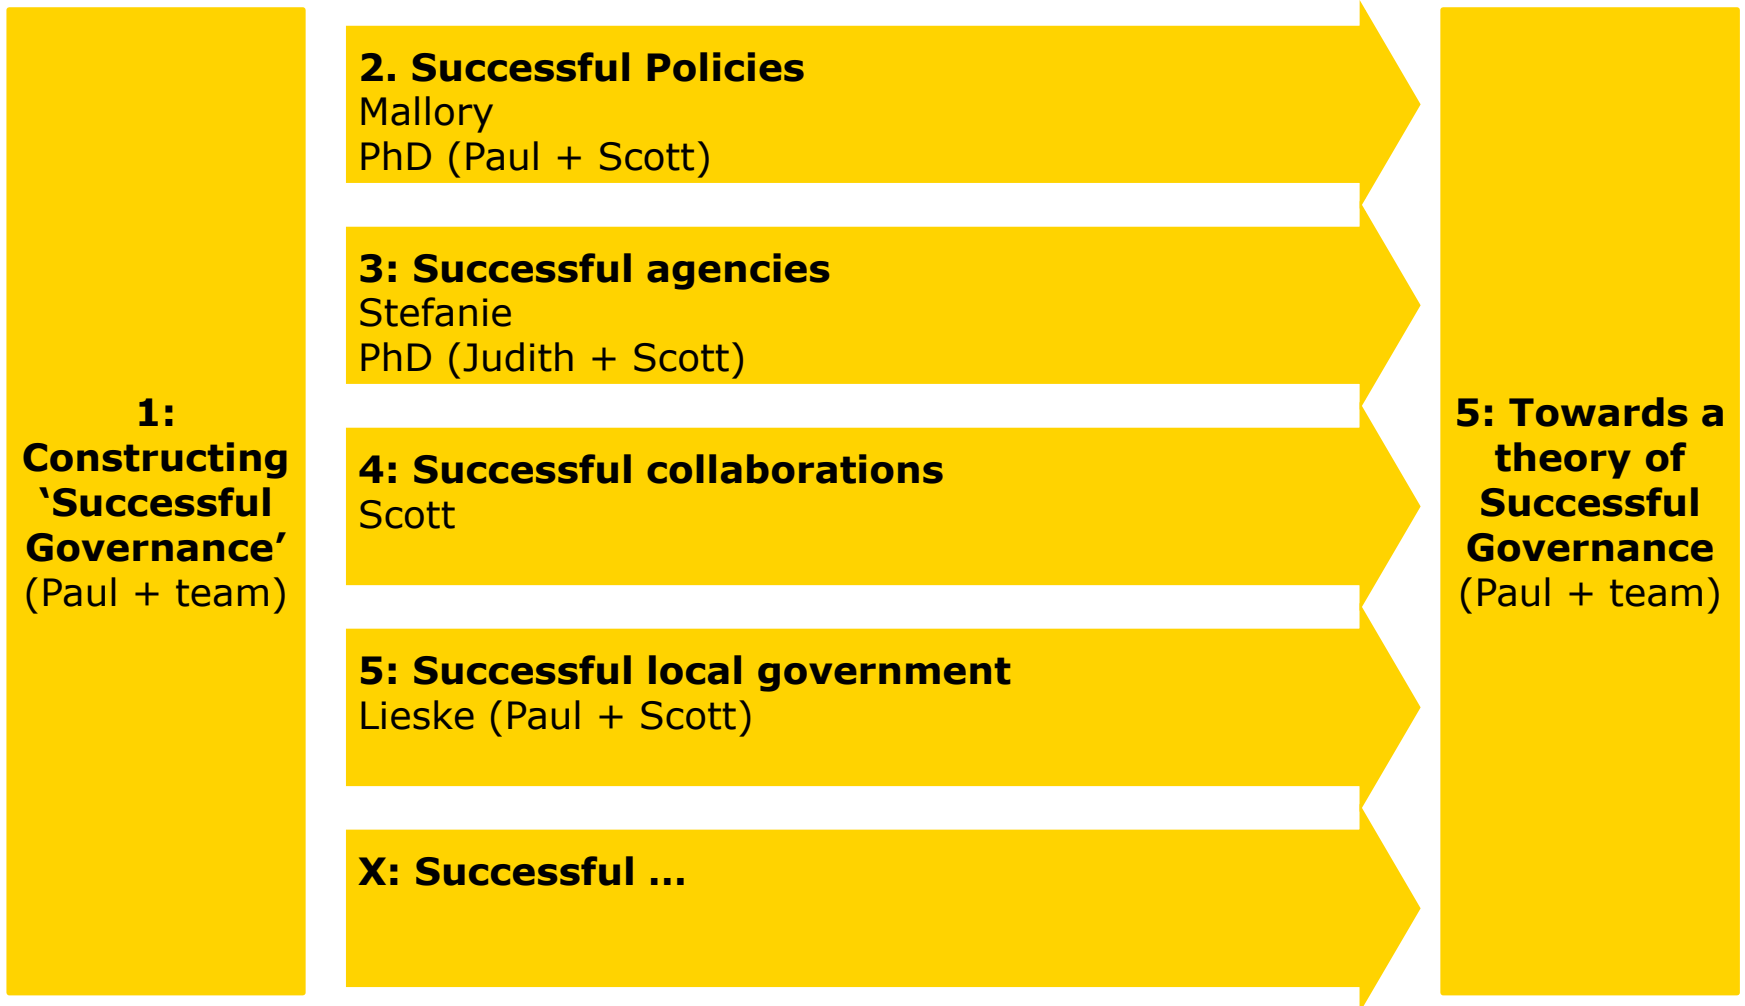 1:
Constructing
‘Successful
Governance’
(Paul + team)
2. Successful Policies
Mallory
PhD (Paul + Scott)
3: Successful agencies
Stefanie
PhD (Judith + Scott)
4: Successful collaborations
Scott
5: Successful local government
Lieske (Paul + Scott)
X: Successful …
5: Towards a
theory of
Successful
Governance
(Paul + team)